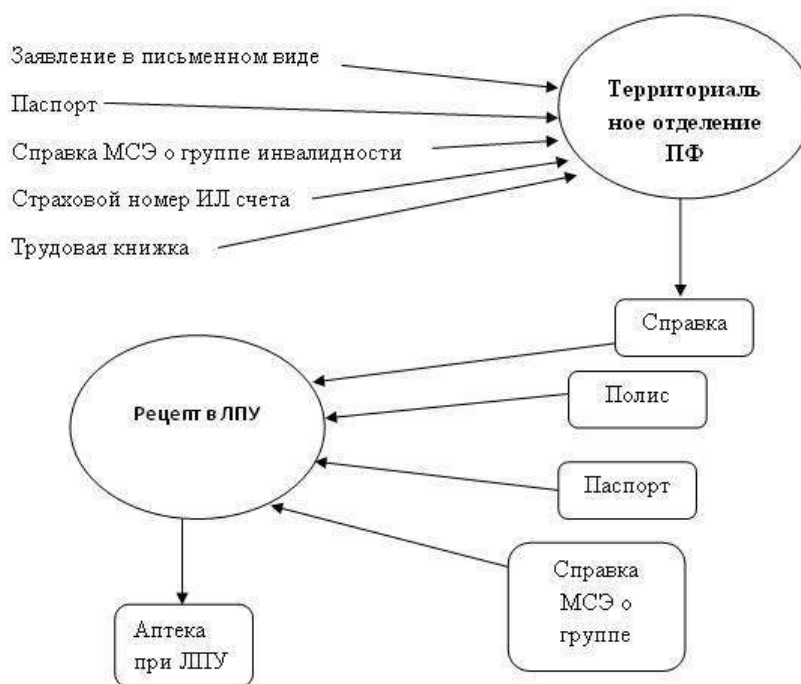 Заявление в письменном виде
Паспорт
Справка МСЭ о группе инвалидности
Страховой номер ИЛ счета
Трудовая книжка
Территориаль
ное отделение
ПФ
Справка
Рецепт в ЛПУ
Полис
Паспорт
Справка
МСЭ о
группе
Аптека
при ЛПУ